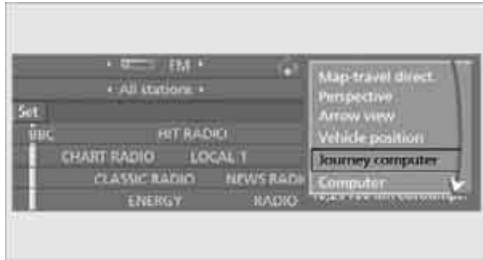 FM
All stations
Set
BBC HIT RADIO
CHART RADIO LOCAL 1
CLASSIC RADIO NEWS RADI
ENERGY RADIO
Map-travel direct.
Perspective
Arrow view
Vehicle position
Journey computer
Computer